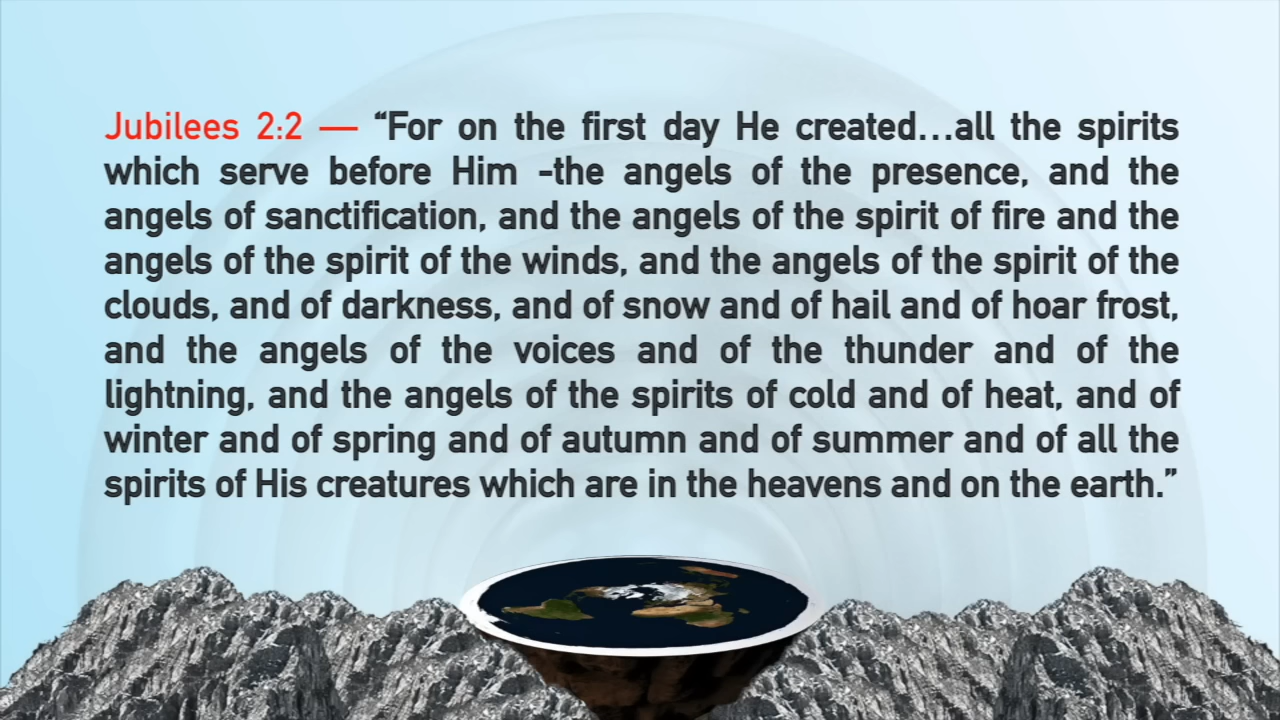 Jubilees 2:2 — “For on the first day He created...all the spirits
which serve before Him -the angels of the presence, and the
angels of sanctification, and the angels of the spirit of fire and the
angels of the spirit of the winds, and the angels of the spirit of the
clouds, and of darkness, and of snow and of hail and of hoar frost,
and the angels of the voices and of the thunder and of the
lightning, and the angels of the spirits of cold and of heat, and of
winter and of spring and of autumn and of summer and of all the
spirits of His creatures which are in the heavens and on the earth.”